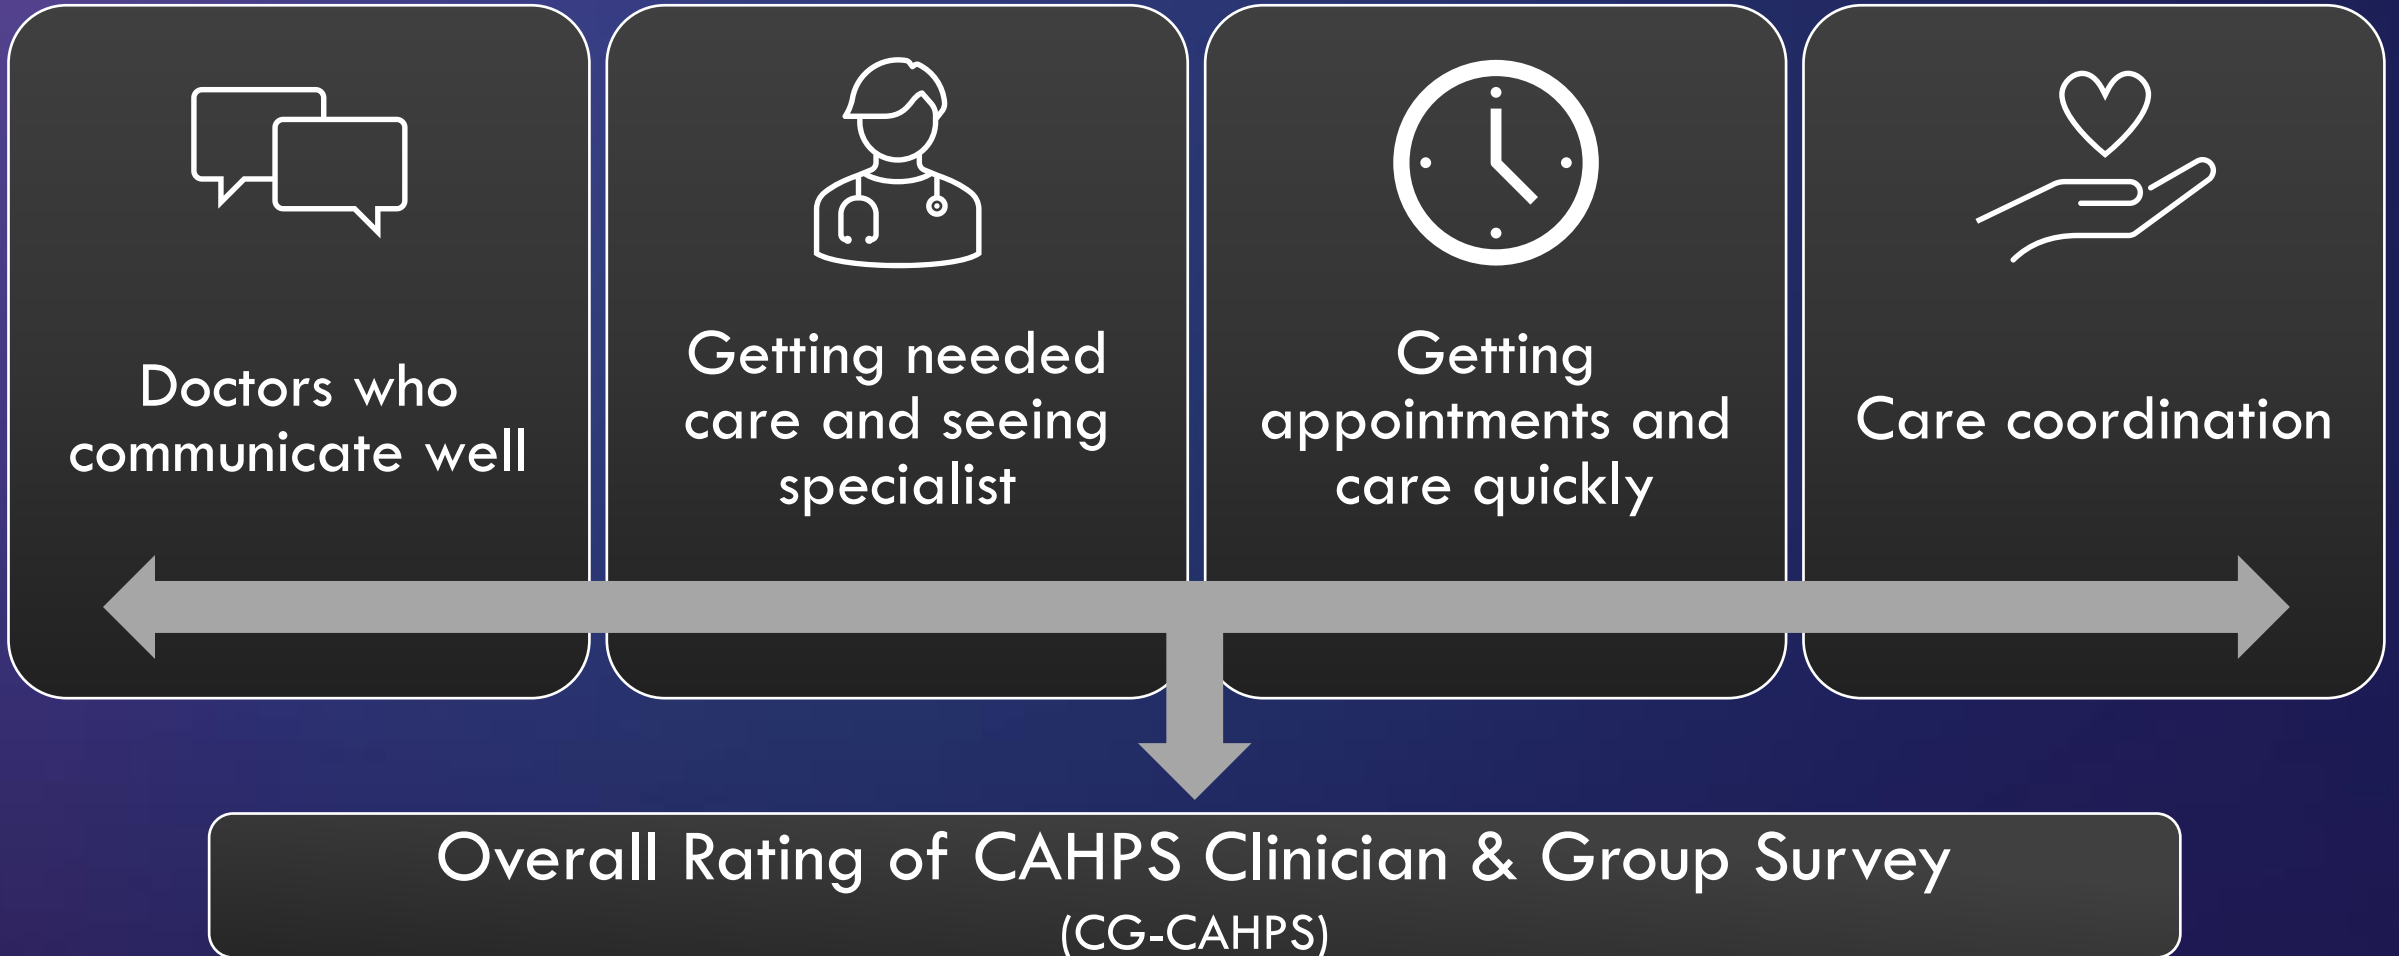 Doctors who
communicate well
Getting needed
care and seeing
specialist
Getting
appointments and
care quickly
Care coordination
Overall Rating of CAHPS Clinician & Group Survey
(CG-CAHPS)